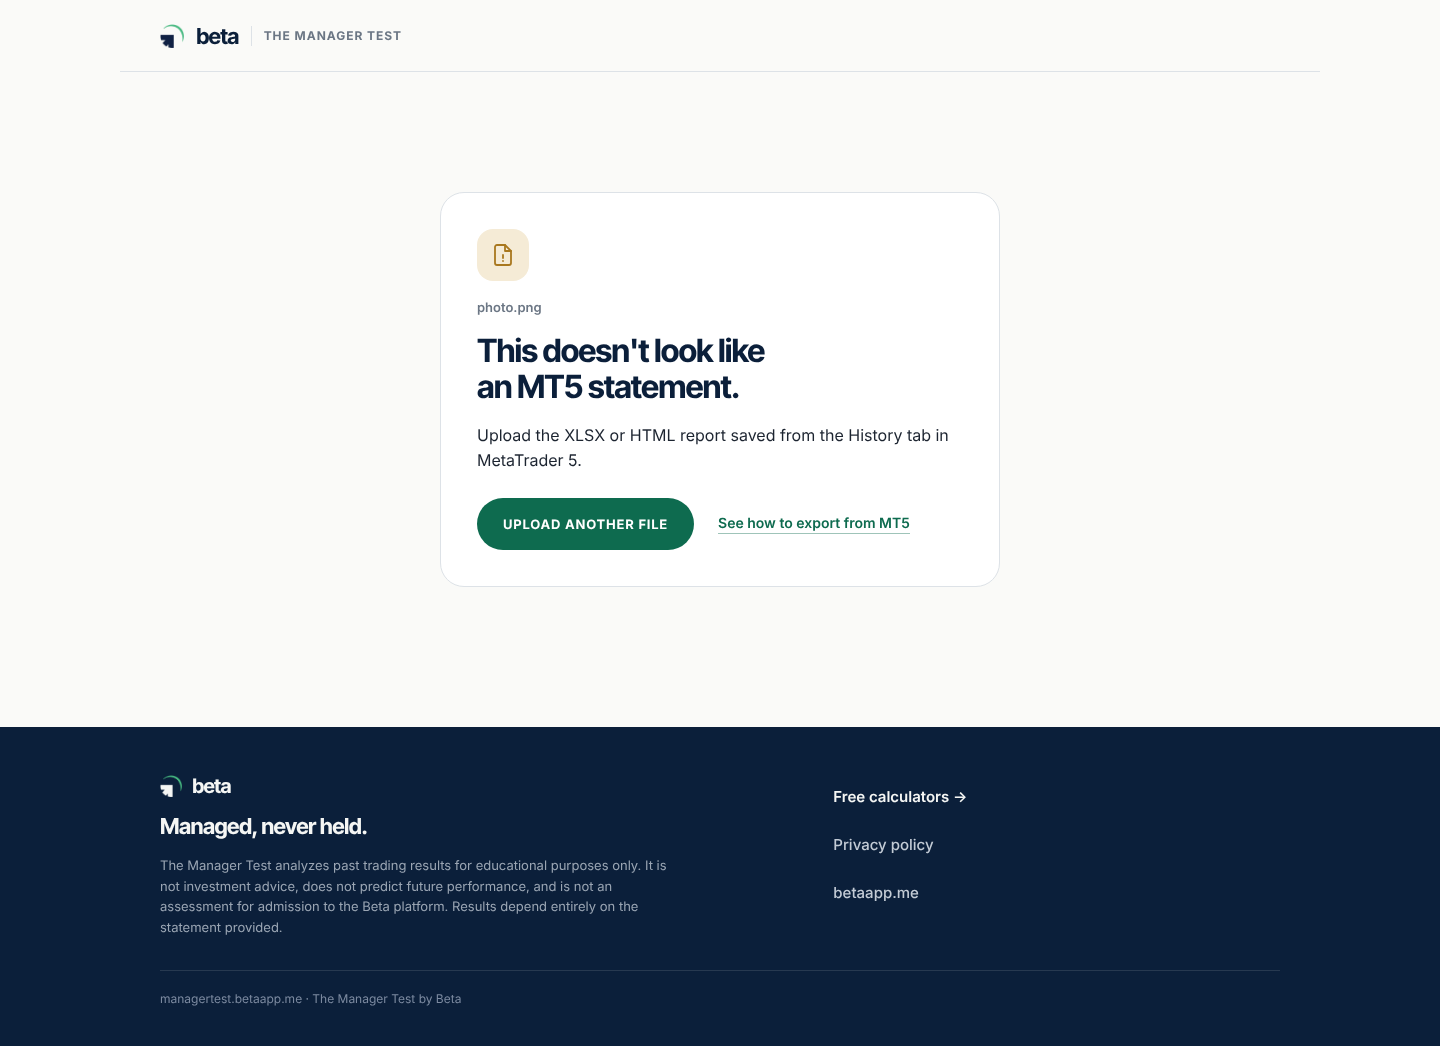 beta
THE MANAGER TEST
photo.png
This doesn't look like
an MT5 statement.
Upload the XLSX or HTML report saved from the History tab in
MetaTrader 5.
UPLOAD ANOTHER FILE
See how to export from MT5
beta
Managed, never held.
The Manager Test analyzes past trading results for educational purposes only. It is
not investment advice, does not predict future performance, and is not an
assessment for admission to the Beta platform. Results depend entirely on the
statement provided.
Free calculators →
Privacy policy
betaapp.me
managertest.betaapp.me · The Manager Test by Beta